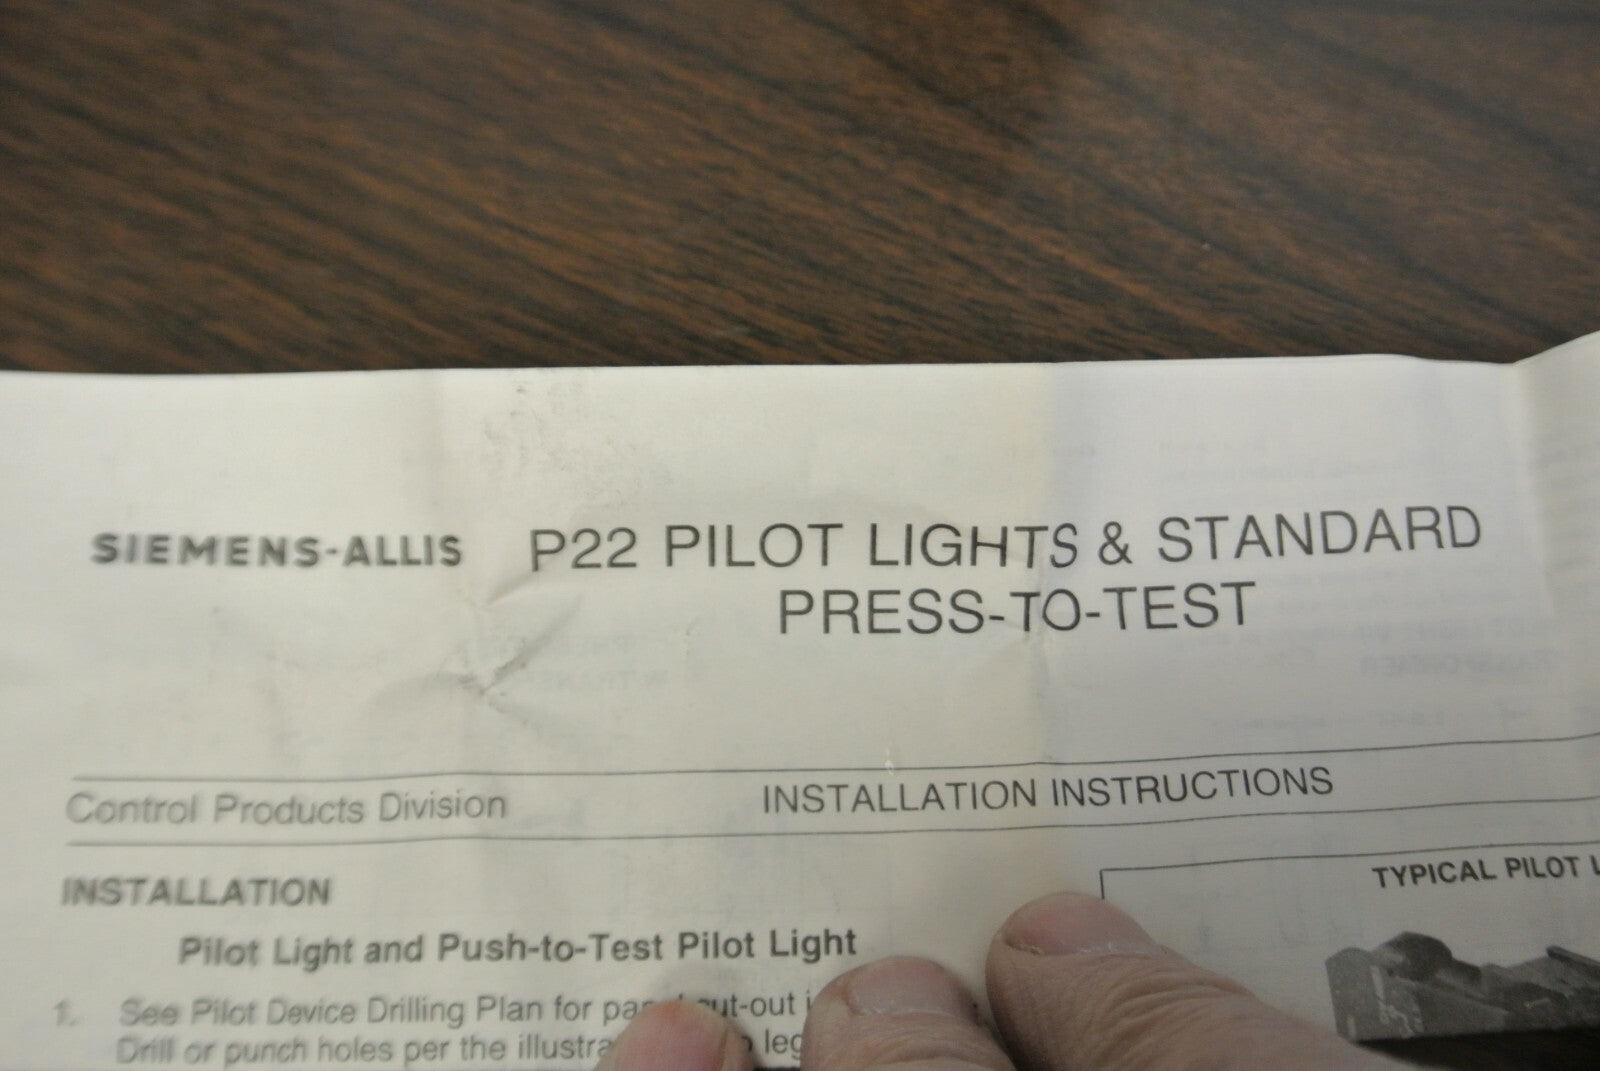 SIEMENS-ALLIS P22 PILOT LIGHTS & STANDARD
PRESS-TO-TEST
Control Products Division INSTALLATION INSTRUCTIONS
INSTALLATION
TYPICAL PILOT
Pilot Light and Push-to-Test Pilot Light
1. See Pilot Device Drilling Plan for
Drill or punch holes per the